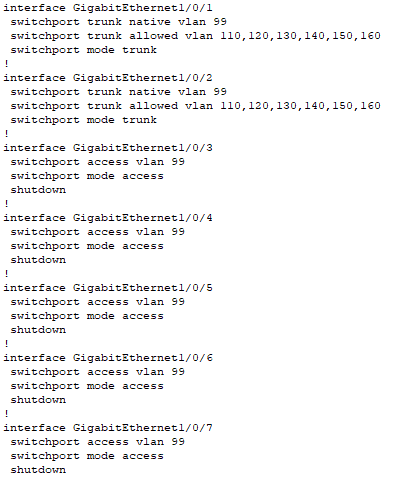 interface GigabitEthernet1/0/1
 switchport trunk native vlan 99
 switchport trunk allowed vlan 110,120,130,140,150,160
 switchport mode trunk
!
interface GigabitEthernet1/0/2
 switchport trunk native vlan 99
 switchport trunk allowed vlan 110,120,130,140,150,160
 switchport mode trunk
!
interface GigabitEthernet1/0/3
 switchport access vlan 99
 switchport mode access
 shutdown
!
interface GigabitEthernet1/0/4
 switchport access vlan 99
 switchport mode access
 shutdown
!
interface GigabitEthernet1/0/5
 switchport access vlan 99
 switchport mode access
 shutdown
!
interface GigabitEthernet1/0/6
 switchport access vlan 99
 switchport mode access
 shutdown
!
interface GigabitEthernet1/0/7
 switchport access vlan 99
 switchport mode access
 shutdown